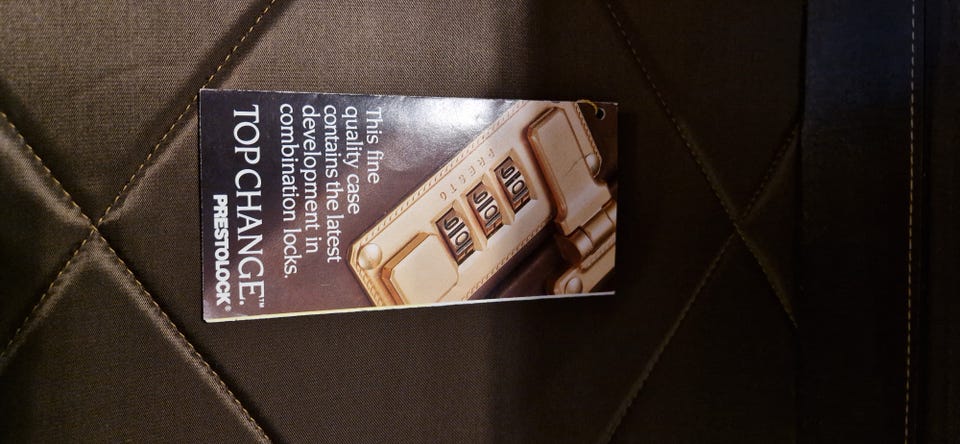 PRESTO
This fine
quality case
contains the latest
development in
combination locks.
TOP CHANGE.™
PRESTOLOCK®